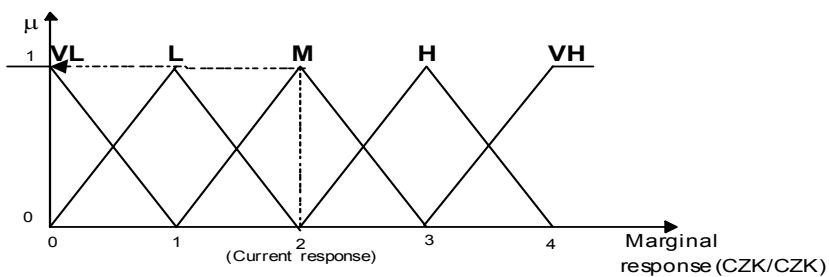 μ
1 VL L M H VH
0
0 1 2 3 4
(Current response)
Marginal
response (CZK/CZK)